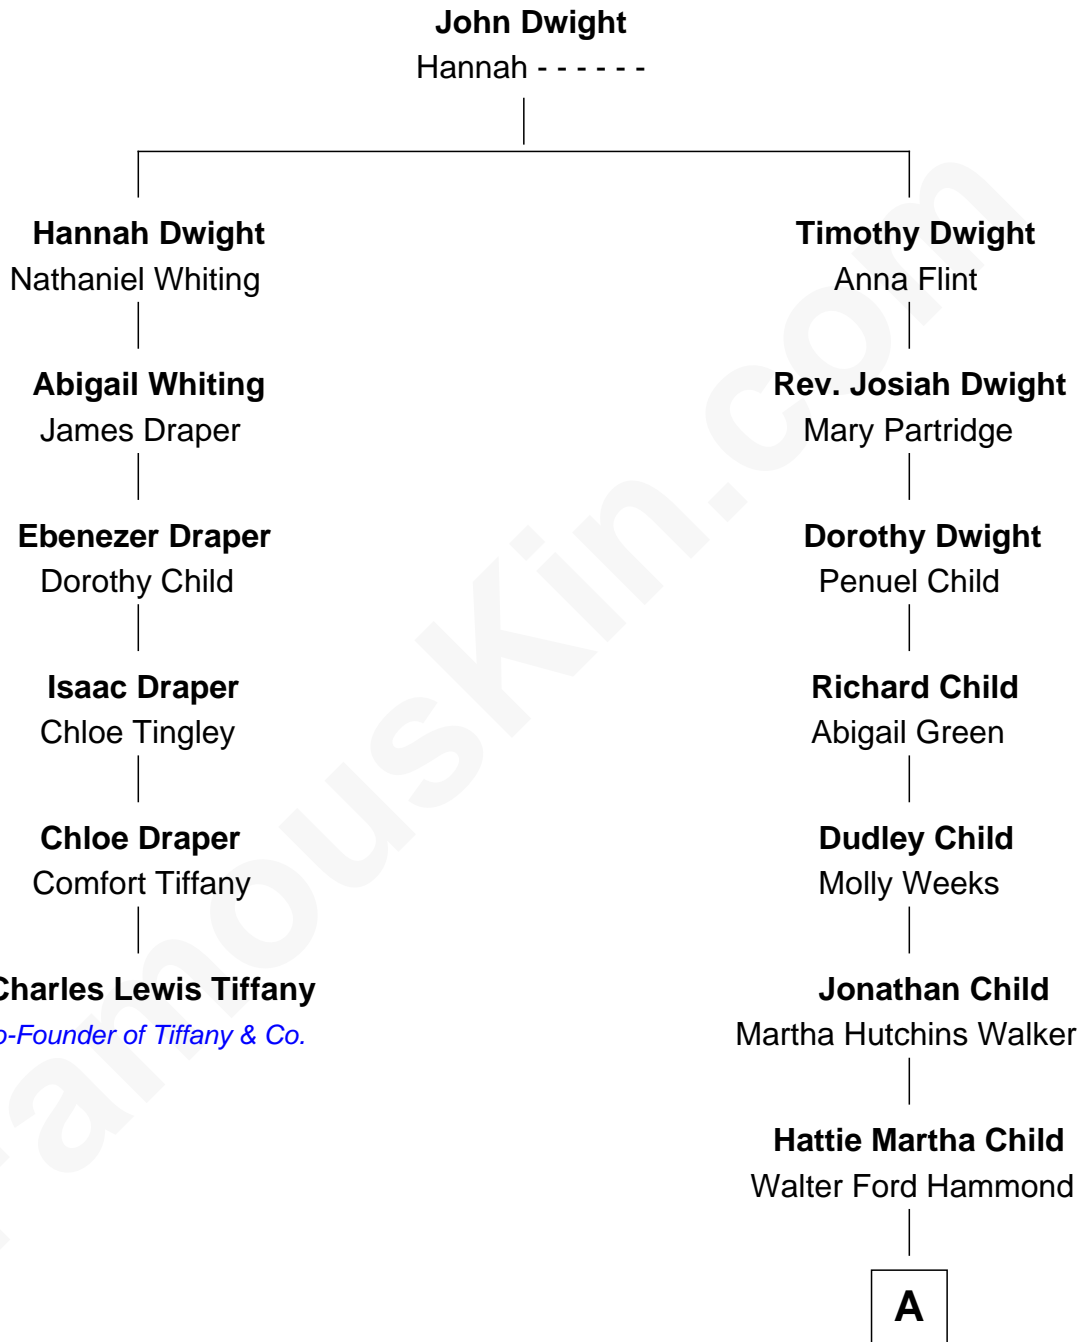 John Dwight
Hannah - - - - - -
Hannah Dwight
Nathaniel Whiting
Timothy Dwight
Anna Flint
Abigail Whiting
James Draper
Rev. Josiah Dwight
Mary Partridge
Ebenezer Draper
Dorothy Child
Dorothy Dwight
Penuel Child
Isaac Draper
Chloe Tingley
Richard Child
Abigail Green
Chloe Draper
Comfort Tiffany
Dudley Child
Molly Weeks
Charles Lewis Tiffany
o-Founder of Tiffany & Co.
Jonathan Child
Martha Hutchins Walker
Hattie Martha Child
Walter Ford Hammond
A
FamousKin.com